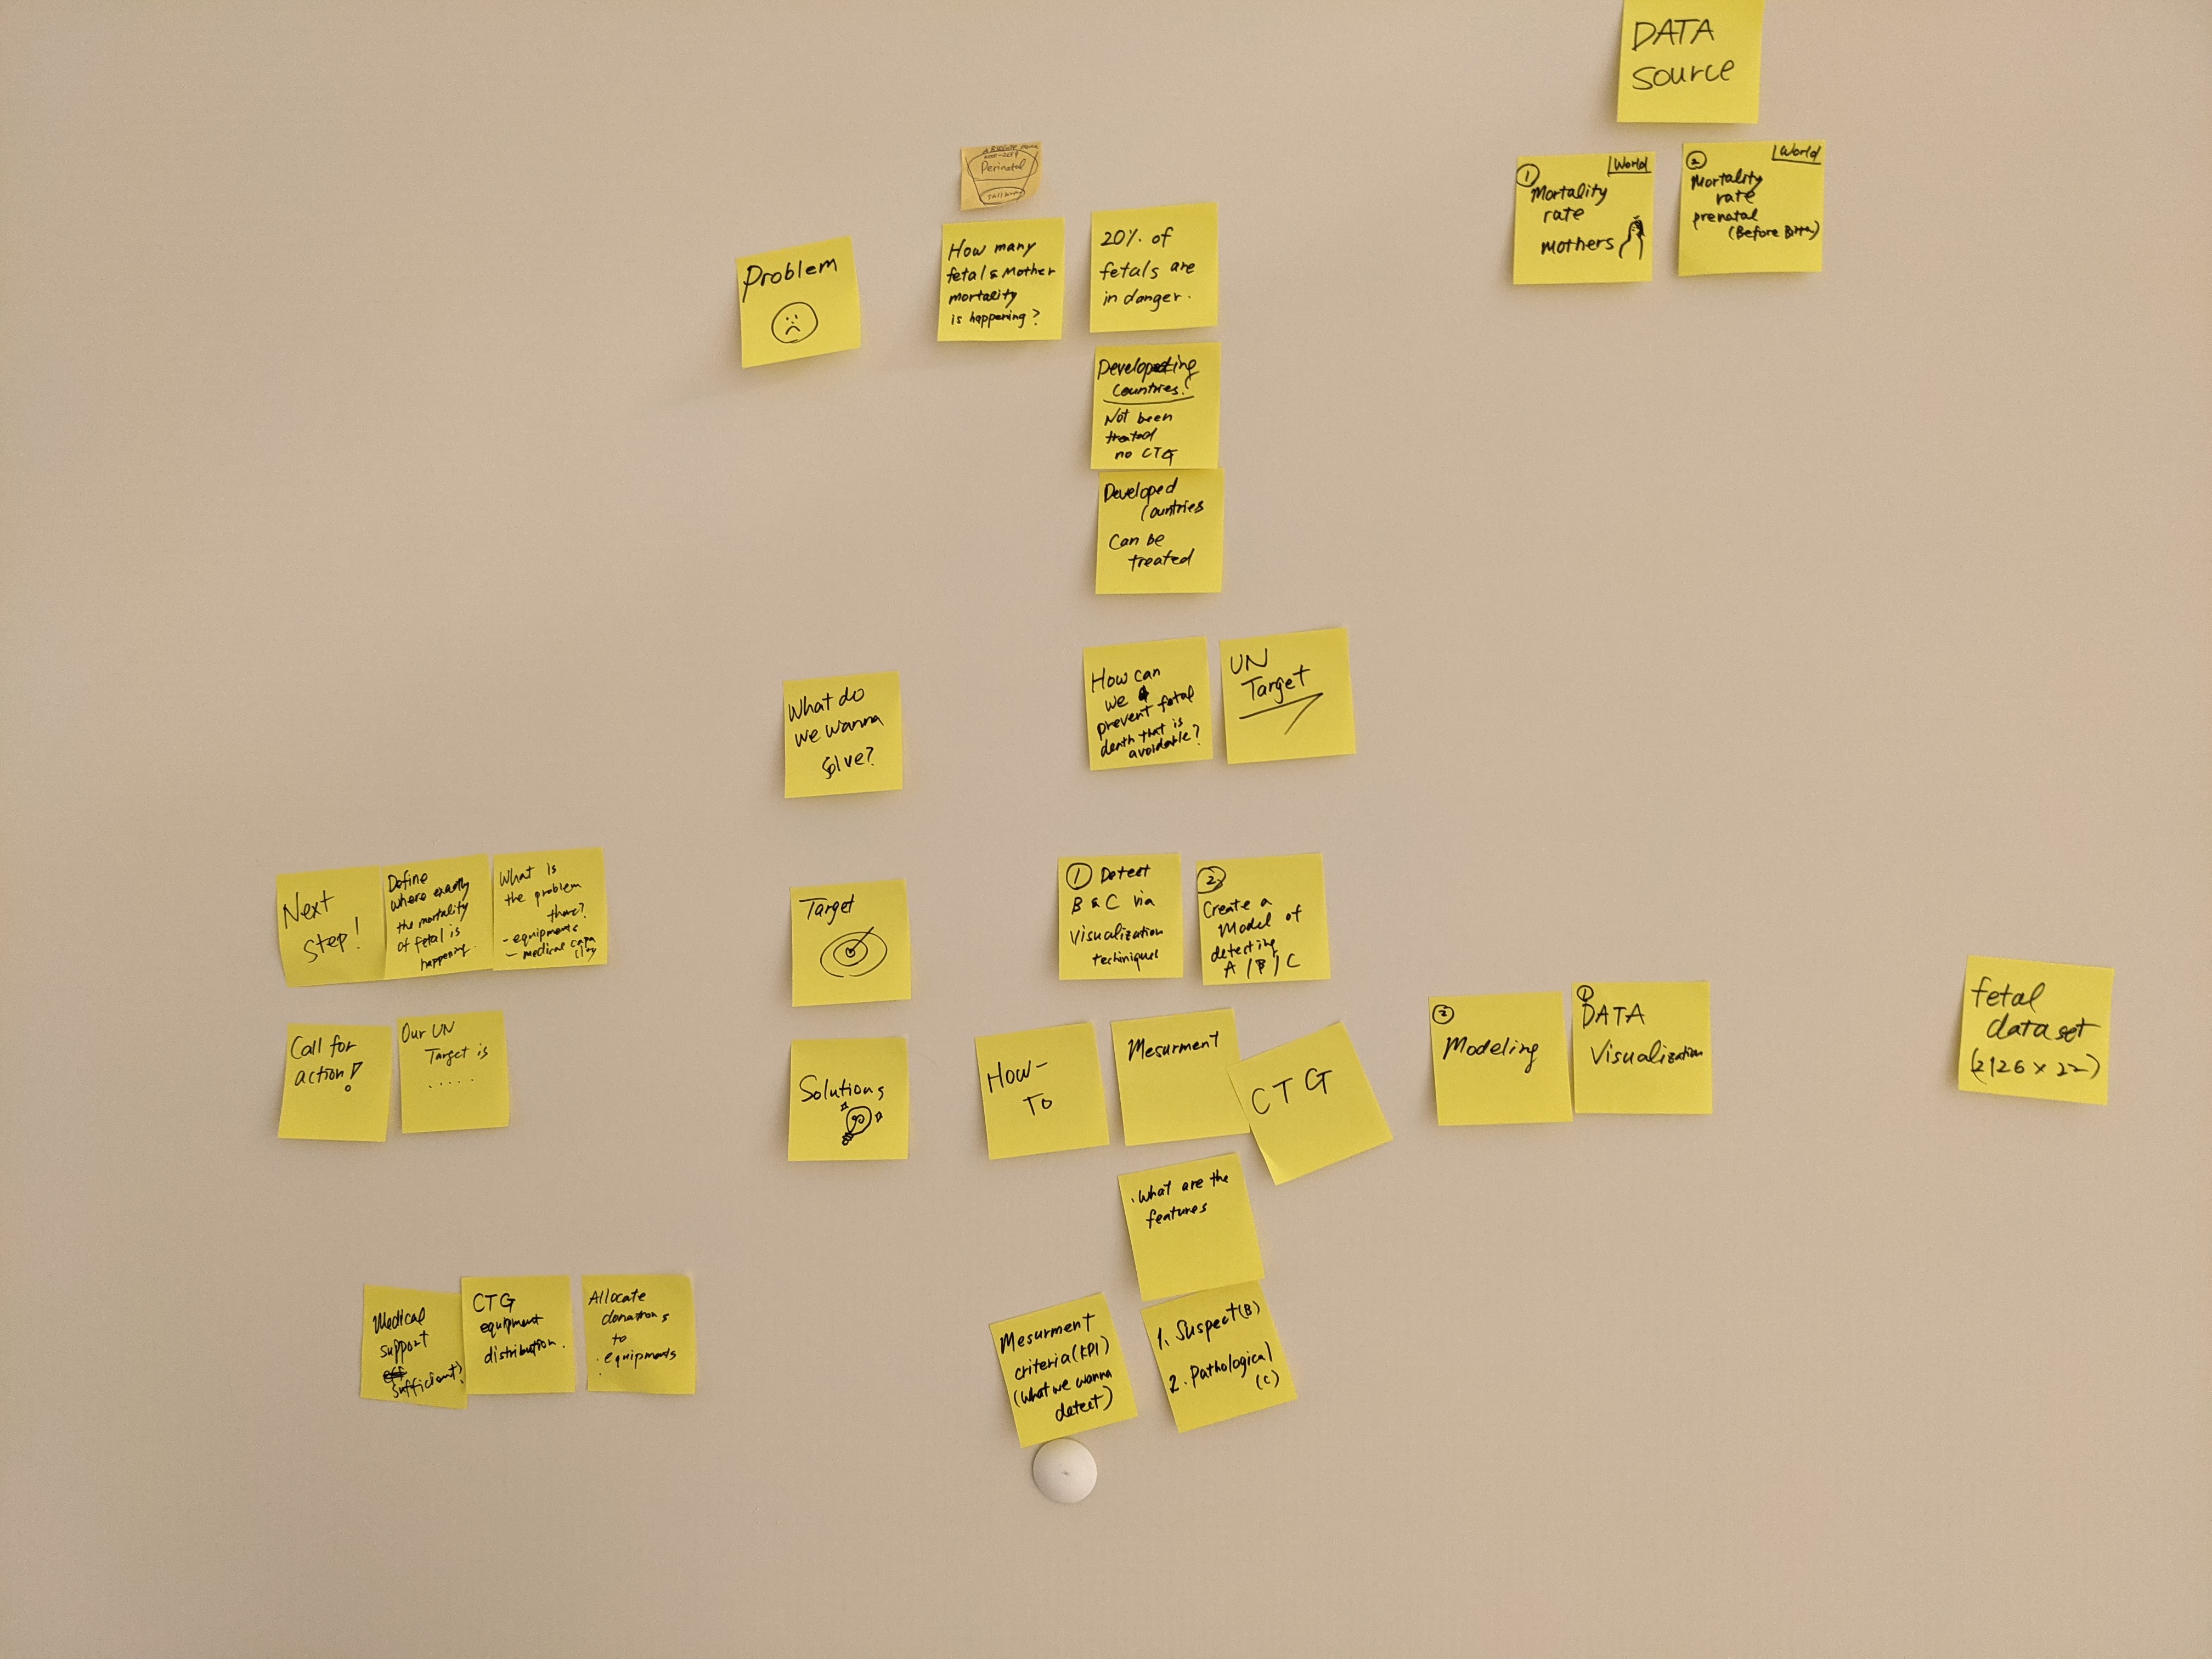 DATA
Source
① World
Mortality
rate
Mothers
② World
Mortality
rate
prenatal
(Before Birth)
Perinatal
Problem
How many
fetal & Mother
mortality
is happening?
20% of
fetals are
in danger.
Developing
Countries!
Not been
treated
no CTG
Developed
Countries
Can be
treated
What do
we wanna
solve?
How can
we
prevent fetal
death that is
avoidable?
UN
Target
Next
Step!
Define
where exactly
the mortality
of fetal is
happening.
What is
the problem
there?
- equipments
- medical capa
city
Target
① Detect
B & C via
Visualization
techniques
②
Create a
Model of
detecting
A / B / C
Call for
action!
Our UN
Target is
.....
Solutions
How-
To
Mesurment
CTG
②
Modeling
①
DATA
Visualization
fetal
dataset
(2126 x 22)
. What are the
features
Medical
support
sufficient?
CTG
equipment
distribution.
Allocate
donations
to
. equipments
Mesurment
criteria (KPI)
(What we wanna
detect)
1. Suspect (B)
2. Pathological
(C)